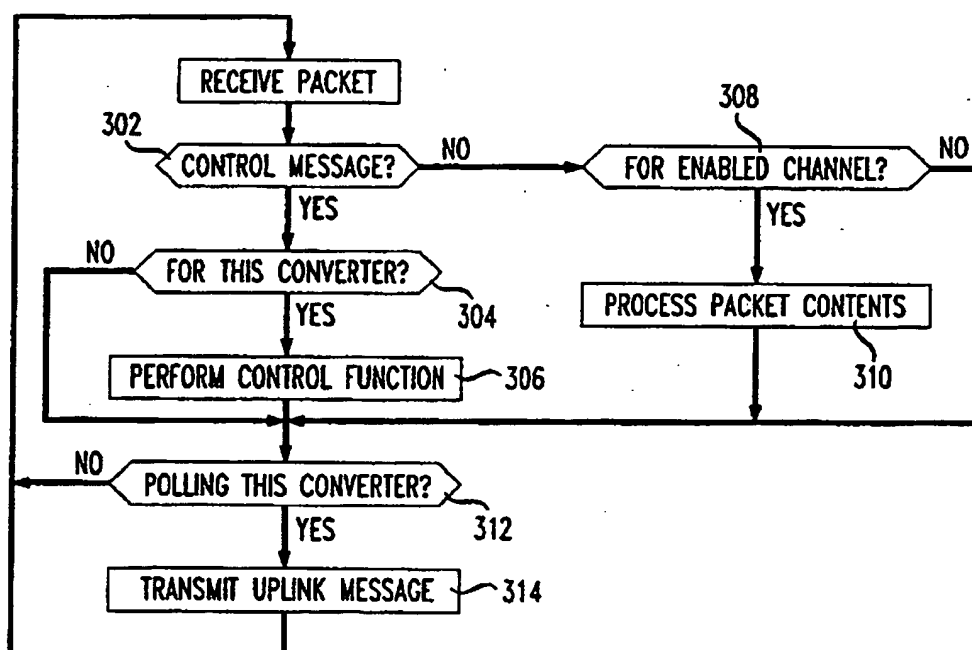 RECEIVE PACKET
302
CONTROL MESSAGE?
NO
308
FOR ENABLED CHANNEL?
NO
YES
YES
NO
FOR THIS CONVERTER?
304
YES
PROCESS PACKET CONTENTS
310
PERFORM CONTROL FUNCTION
306
NO
POLLING THIS CONVERTER?
312
YES
TRANSMIT UPLINK MESSAGE
314